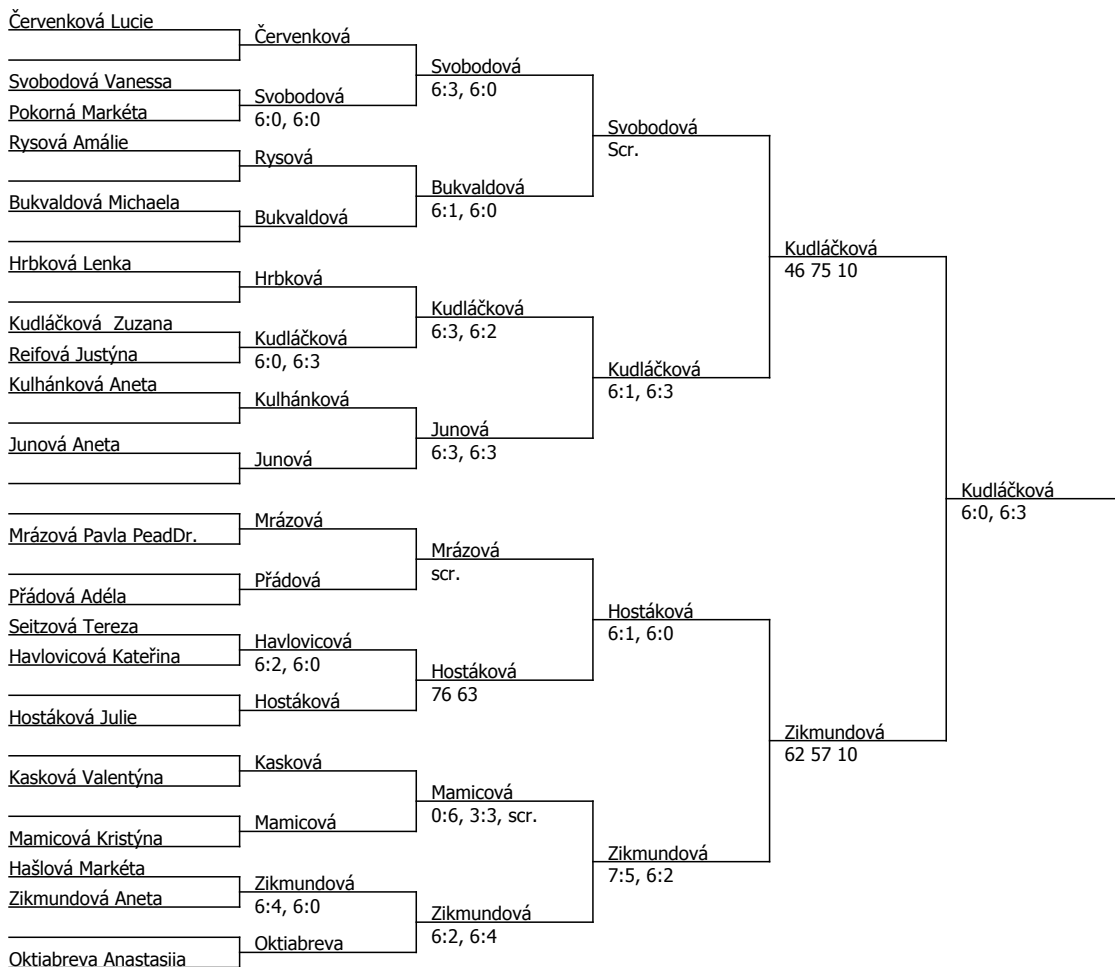 Červenková Lucie
Červenková
Svobodová
6:3, 6:0
Svobodová Vanessa
Svobodová
Pokorná Markéta
6:0, 6:0
Svobodová
Scr.
Rysová Amálie
Rysová
Bukvaldová
6:1, 6:0
Bukvaldová Michaela
Bukvaldová
Kudláčková
46 75 10
Hrbková Lenka
Hrbková
Kudláčková
6:3, 6:2
Kudláčková  Zuzana
Kudláčková
Reifová Justýna
6:0, 6:3
Kudláčková
6:1, 6:3
Kulhánková Aneta
Kulhánková
Junová
6:3, 6:3
Junová Aneta
Junová
Kudláčková
6:0, 6:3
Mrázová
Mrázová Pavla PeadDr.
Mrázová
scr.
Přádová
Přádová Adéla
Hostáková
6:1, 6:0
Seitzová Tereza
Havlovicová
Havlovicová Kateřina
6:2, 6:0
Hostáková
76 63
Hostáková
Hostáková Julie
Zikmundová
62 57 10
Kasková
Kasková Valentýna
Mamicová
0:6, 3:3, scr.
Mamicová
Mamicová Kristýna
Zikmundová
7:5, 6:2
Hašlová Markéta
Zikmundová
Zikmundová Aneta
6:4, 6:0
Zikmundová
6:2, 6:4
Oktiabreva
Oktiabreva Anastasiia